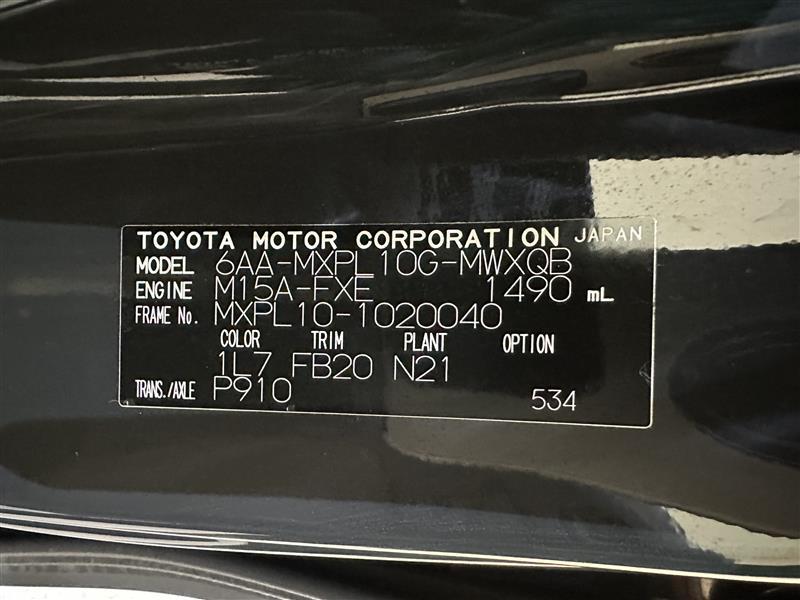 TOYOTA MOTOR CORPORATION JAPAN
MODEL 6AA-MXPL10G-MWXQB
ENGINE M15A-FXE 1490 mL
FRAME No. MXPL10-1020040
COLOR TRIM PLANT OPTION
1L7 FB20 N21
TRANS./AXLE P910 534